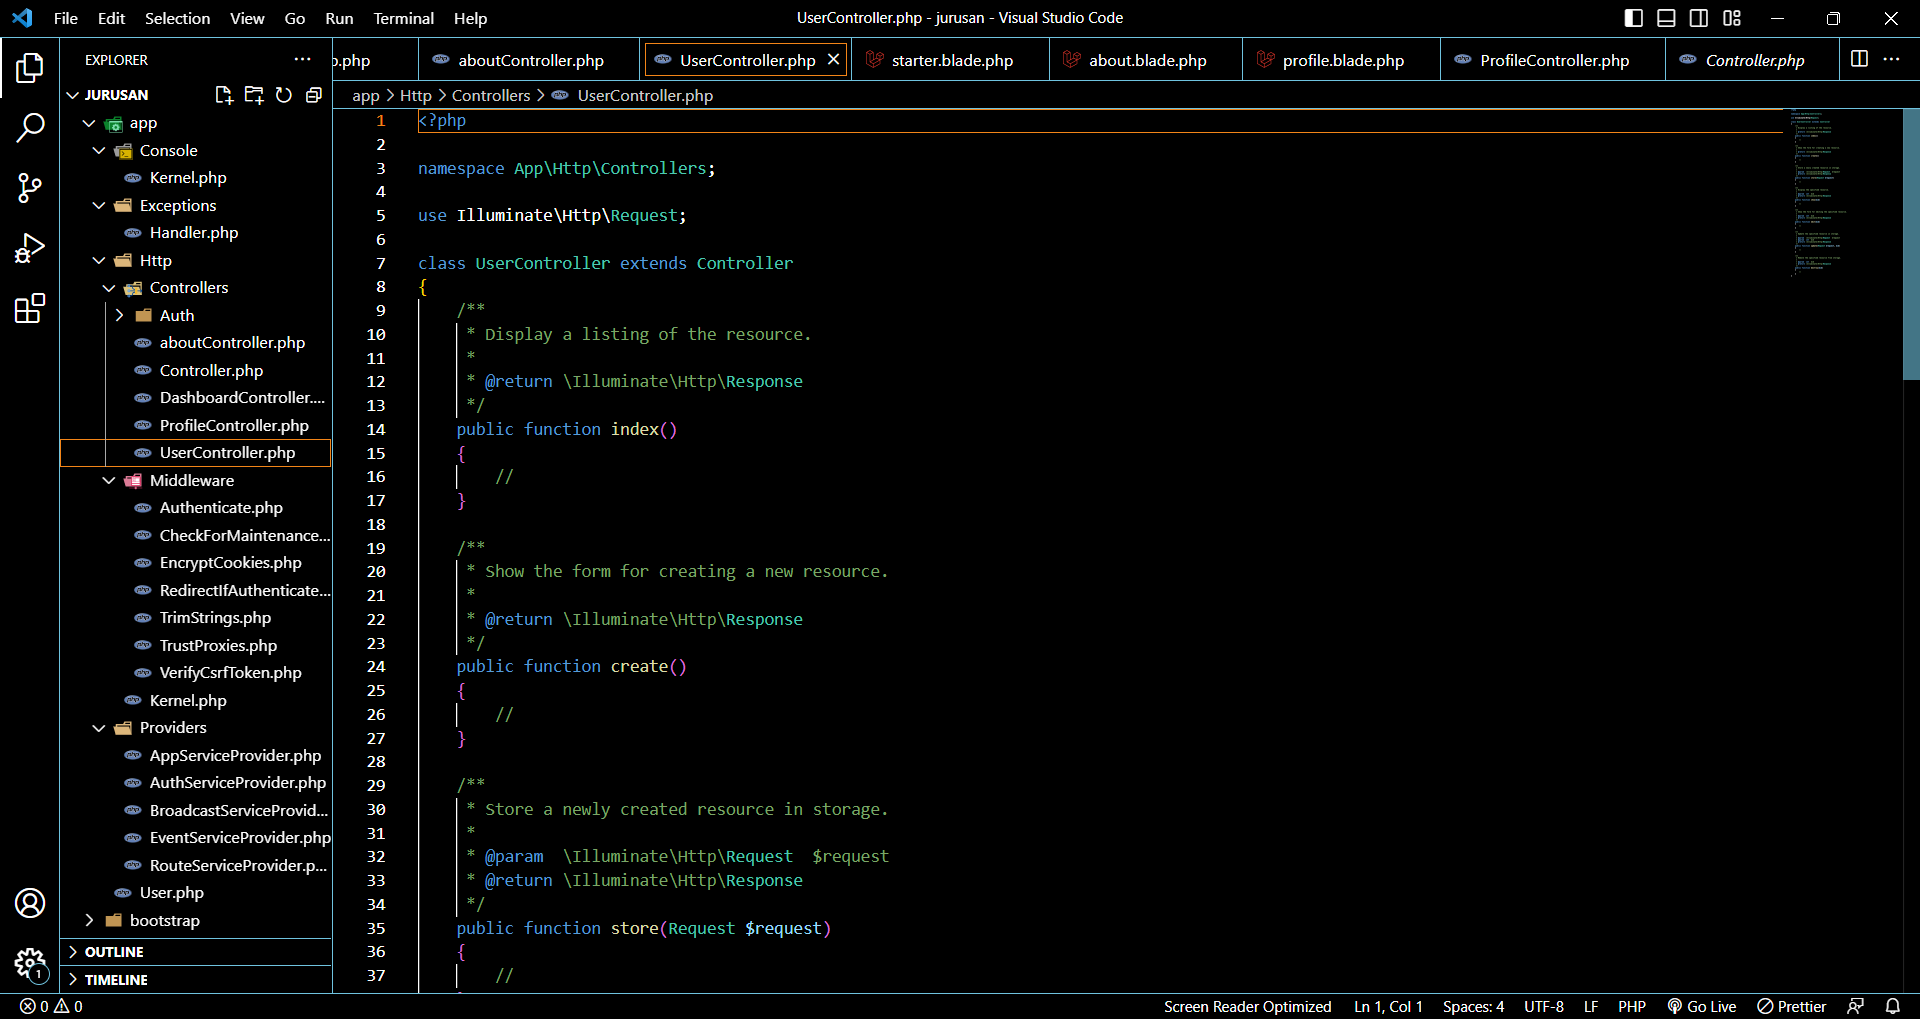 File Edit Selection View Go Run Terminal Help
UserController.php - jurusan - Visual Studio Code
EXPLORER
JURUSAN
app
Console
Kernel.php
Exceptions
Handler.php
Http
Controllers
Auth
aboutController.php
Controller.php
DashboardController....
ProfileController.php
UserController.php
Middleware
Authenticate.php
CheckForMaintenance...
EncryptCookies.php
RedirectIfAuthenticate...
TrimStrings.php
TrustProxies.php
VerifyCsrfToken.php
Kernel.php
Providers
AppServiceProvider.php
AuthServiceProvider.php
BroadcastServiceProvid...
EventServiceProvider.php
RouteServiceProvider.p...
User.php
bootstrap
OUTLINE
TIMELINE
.php aboutController.php UserController.php starter.blade.php about.blade.php profile.blade.php ProfileController.php Controller.php
app > Http > Controllers > UserController.php
1 <?php
2
3 namespace App\Http\Controllers;
4
5 use Illuminate\Http\Request;
6
7 class UserController extends Controller
8 {
9 /**
10 * Display a listing of the resource.
11 *
12 * @return \Illuminate\Http\Response
13 */
14 public function index()
15 {
16 //
17 }
18
19 /**
20 * Show the form for creating a new resource.
21 *
22 * @return \Illuminate\Http\Response
23 */
24 public function create()
25 {
26 //
27 }
28
29 /**
30 * Store a newly created resource in storage.
31 *
32 * @param  \Illuminate\Http\Request  $request
33 * @return \Illuminate\Http\Response
34 */
35 public function store(Request $request)
36 {
37 //
1
0 0 Screen Reader Optimized Ln 1, Col 1 Spaces: 4 UTF-8 LF PHP Go Live Prettier